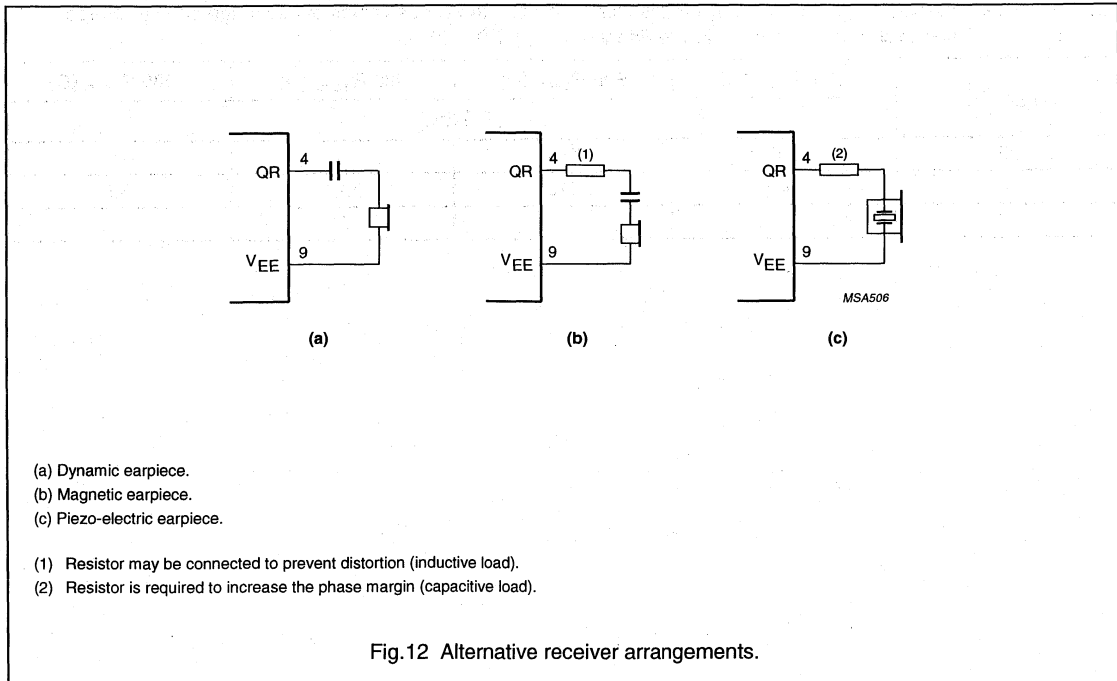 4
QR
VEE
9
(a)
4
(1)
QR
VEE
9
(b)
4
(2)
QR
VEE
9
MSA506
(c)
(a) Dynamic earpiece.
(b) Magnetic earpiece.
(c) Piezo-electric earpiece.
(1) Resistor may be connected to prevent distortion (inductive load).
(2) Resistor is required to increase the phase margin (capacitive load).
Fig.12 Alternative receiver arrangements.